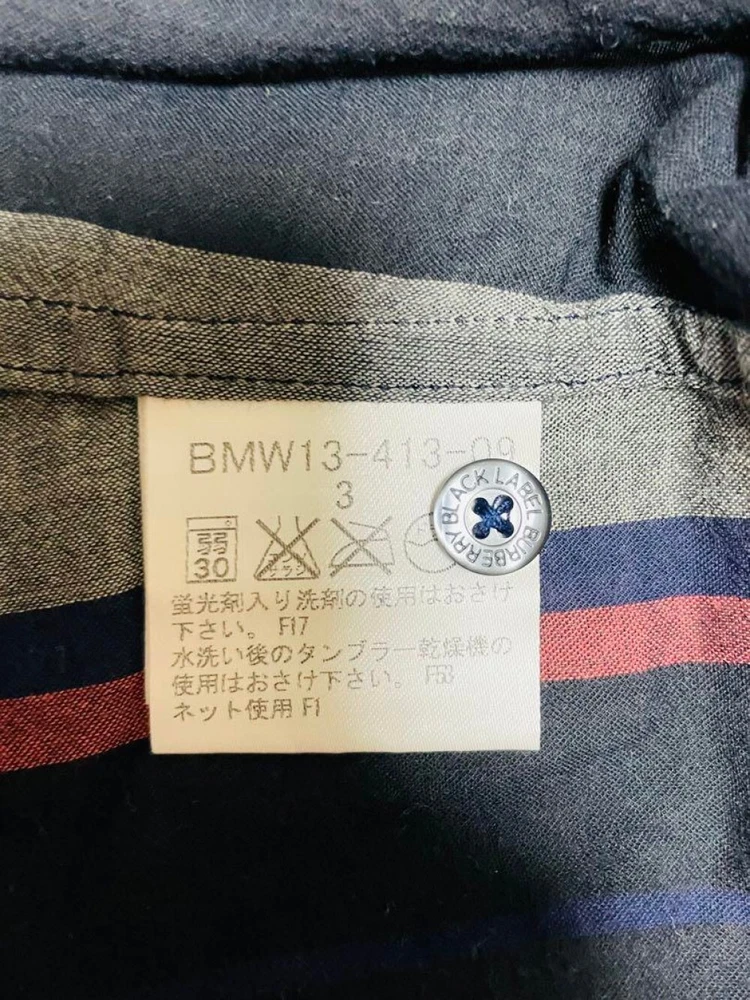 BMW13-413-09
3
弱
30
蛍光剤入り洗剤の使用はおさけ
下さい。 F17
水洗い後のタンブラー乾燥機の
使用はおさけ下さい。 F53
ネット使用 F1
BLACK LABEL BURBERRY